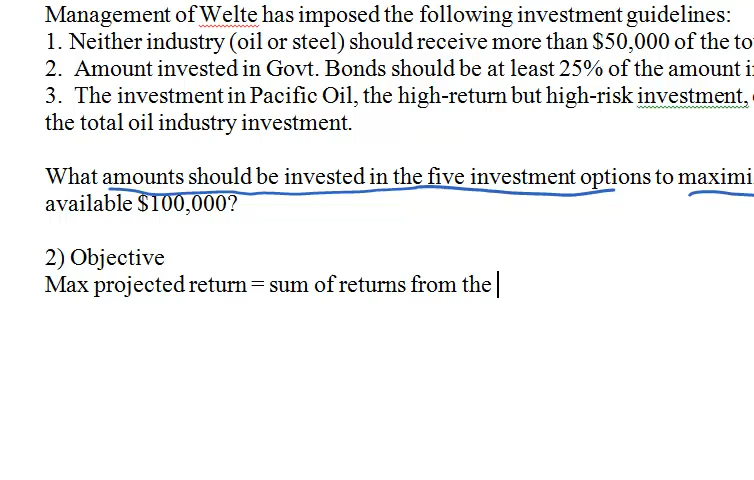 Management of Welte has imposed the following investment guidelines:
1. Neither industry (oil or steel) should receive more than $50,000 of the
2. Amount invested in Govt. Bonds should be at least 25% of the amount
3. The investment in Pacific Oil, the high-return but high-risk investment,
the total oil industry investment.
What amounts should be invested in the five investment options to maximi
available $100,000?
2) Objective
Max projected return = sum of returns from the